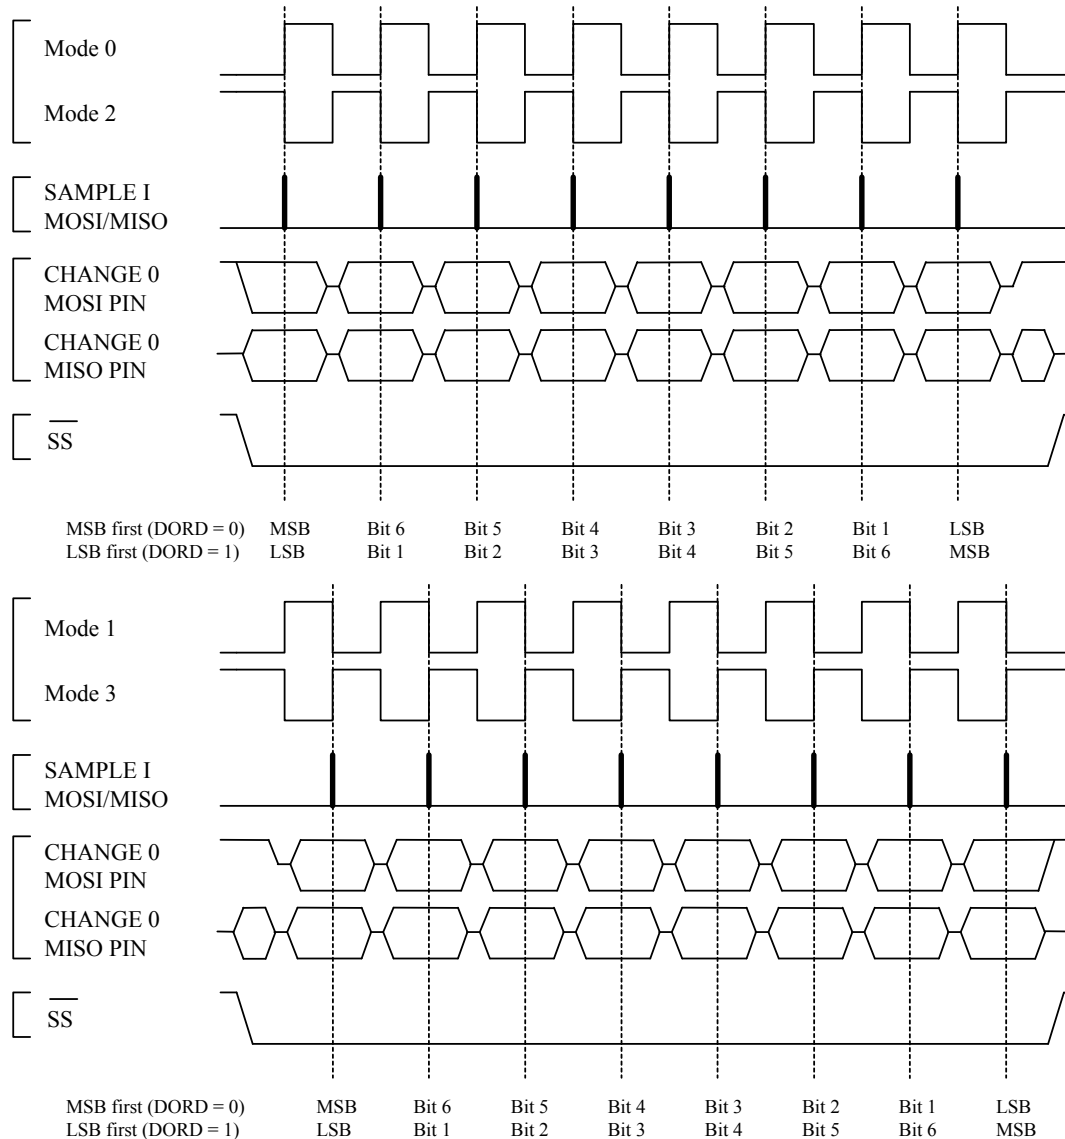 Mode 0
Mode 2
SAMPLE I
MOSI/MISO
CHANGE 0
MOSI PIN
CHANGE 0
MISO PIN
SS
MSB first (DORD = 0) MSB Bit 6 Bit 5 Bit 4 Bit 3 Bit 2 Bit 1 LSB
LSB first (DORD = 1) LSB Bit 1 Bit 2 Bit 3 Bit 4 Bit 5 Bit 6 MSB
Mode 1
Mode 3
SAMPLE I
MOSI/MISO
CHANGE 0
MOSI PIN
CHANGE 0
MISO PIN
SS
MSB first (DORD = 0) MSB Bit 6 Bit 5 Bit 4 Bit 3 Bit 2 Bit 1 LSB
LSB first (DORD = 1) LSB Bit 1 Bit 2 Bit 3 Bit 4 Bit 5 Bit 6 MSB